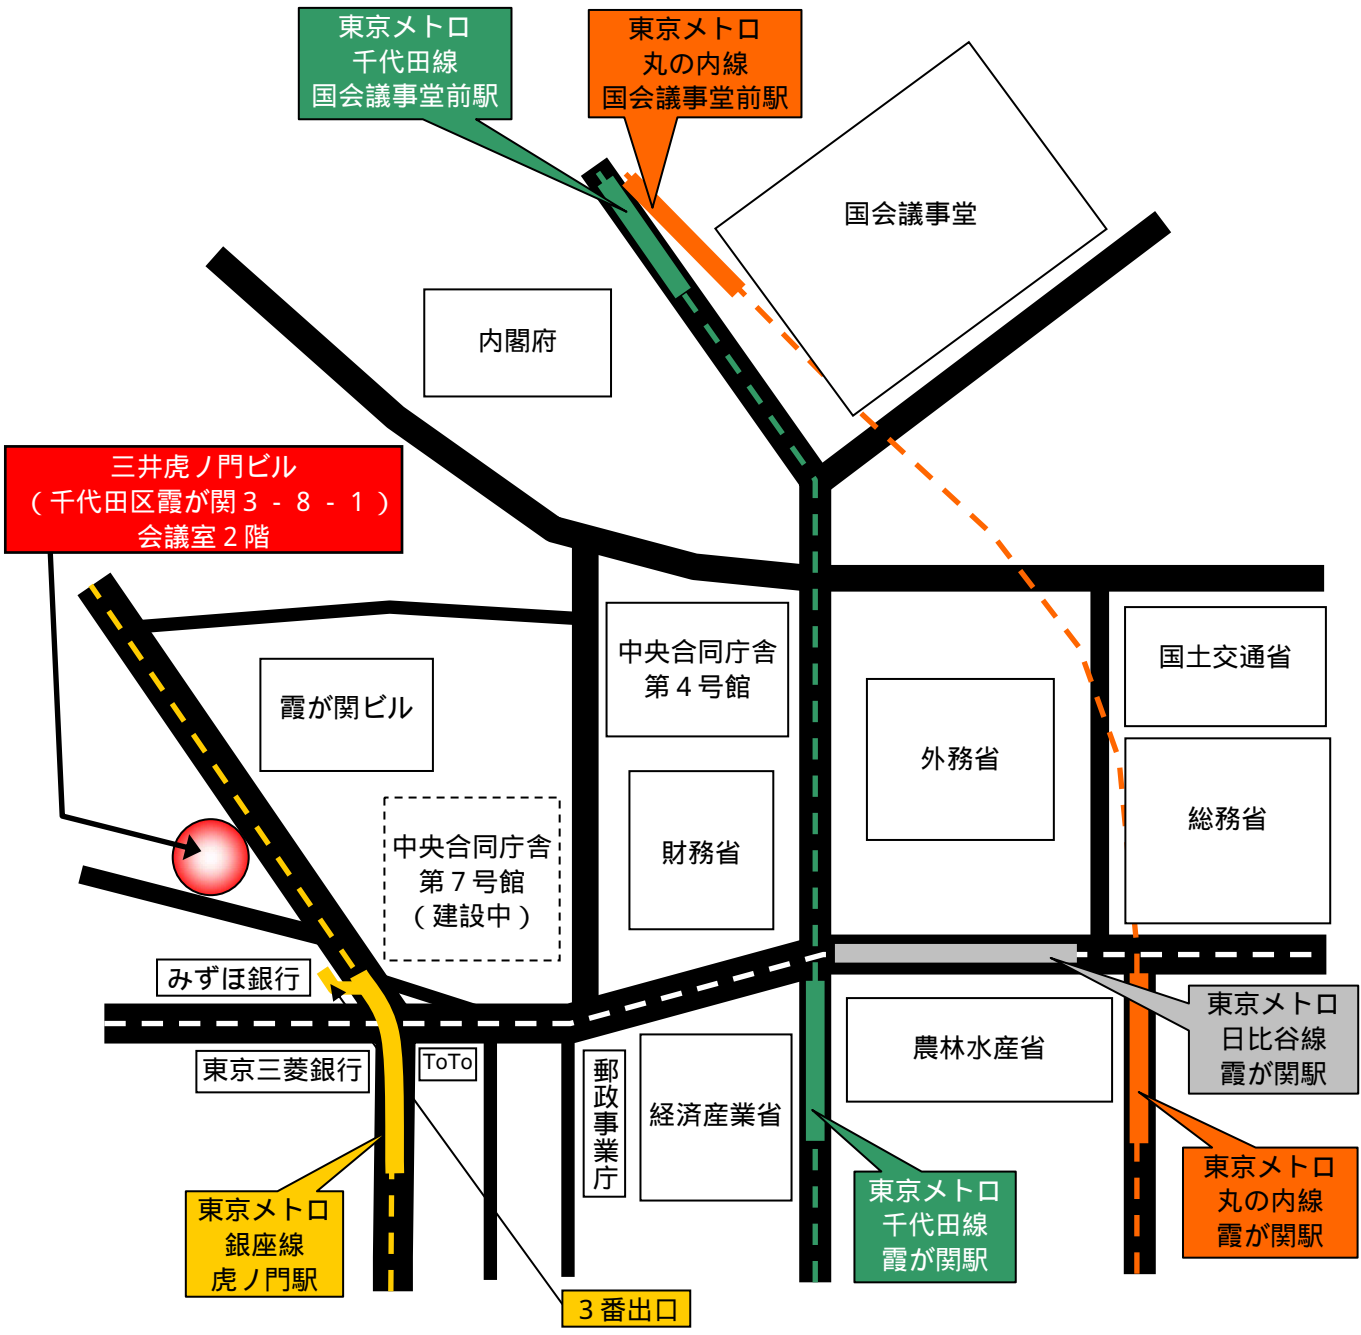 東京メトロ
千代田線
国会議事堂前駅
東京メトロ
丸の内線
国会議事堂前駅
国会議事堂
内閣府
三井虎ノ門ビル
（千代田区霞が関３－８－１）
会議室２階
中央合同庁舎
第４号館
国土交通省
霞が関ビル
外務省
総務省
中央合同庁舎
第７号館
（建設中）
財務省
みずほ銀行
東京三菱銀行
ToTo
郵政事業庁
経済産業省
農林水産省
東京メトロ
日比谷線
霞が関駅
東京メトロ
銀座線
虎ノ門駅
東京メトロ
千代田線
霞が関駅
東京メトロ
丸の内線
霞が関駅
３番出口